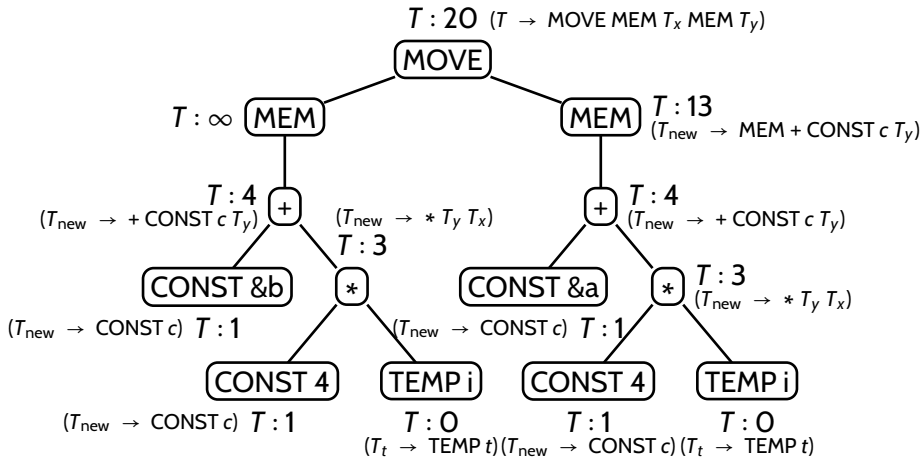 T : 20 (T → MOVE MEM Tx MEM Ty)
MOVE
T : ∞ MEM
MEM T : 13
(Tnew → MEM + CONST c Ty)
T : 4
(Tnew → + CONST c Ty)
+
(Tnew → * Ty Tx)
T : 3
T : 4
+
(Tnew → + CONST c Ty)
CONST &b
*
CONST &a
*
T : 3
(Tnew → * Ty Tx)
(Tnew → CONST c) T : 1
(Tnew → CONST c) T : 1
CONST 4
TEMP i
CONST 4
TEMP i
(Tnew → CONST c) T : 1
T : 0
T : 1
T : 0
(Tt → TEMP t) (Tnew → CONST c) (Tt → TEMP t)